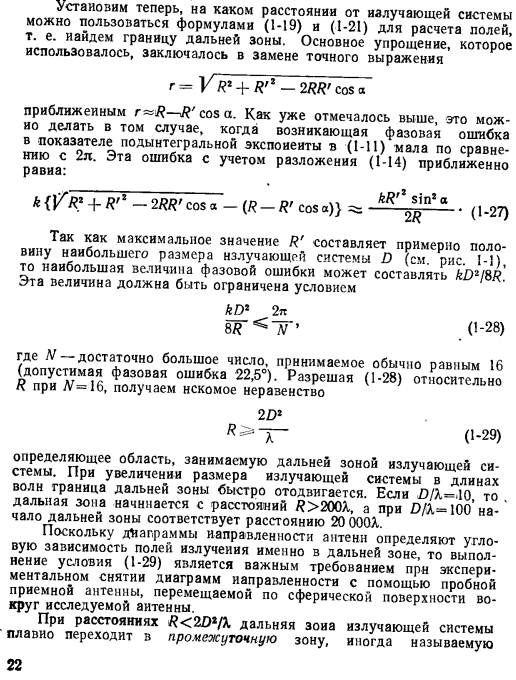 Установим теперь, на каком расстоянии от излучающей системы
можно пользоваться формулами (1-19) и (1-21) для расчета полей,
т. е. найдем границу дальней зоны. Основное упрощение, которое
использовалось, заключалось в замене точного выражения
r = √(R² + R′² − 2RR′ cos α)
приближенным r≈R—R′ cos α. Как уже отмечалось выше, это мож-
но делать в том случае, когда возникающая фазовая ошибка
в показателе подынтегральной экспоненты в (1-11) мала по сравне-
нию с 2π. Эта ошибка с учетом разложения (1-14) приближенно
равна:
k {√(R² + R′² − 2RR′ cos α) − (R − R′ cos α)} ≈ kR′² sin² α / 2R . (1-27)
Так как максимальное значение R′ составляет примерно поло-
вину наибольшего размера излучающей системы D (см. рис. 1-1),
то наибольшая величина фазовой ошибки может составлять kD²/8R.
Эта величина должна быть ограничена условием
kD²/8R ⩽ 2π/N , (1-28)
где N — достаточно большое число, принимаемое обычно равным 16
(допустимая фазовая ошибка 22,5°). Разрешая (1-28) относительно
R при N=16, получаем искомое неравенство
R ⩾ 2D²/λ (1-29)
определяющее область, занимаемую дальней зоной излучающей си-
стемы. При увеличении размера излучающей системы в длинах
волн граница дальней зоны быстро отодвигается. Если D/λ=10, то
дальняя зона начинается с расстояний R>200λ, а при D/λ=100 на-
чало дальней зоны соответствует расстоянию 20 000λ.
Поскольку диаграммы направленности антенн определяют угло-
вую зависимость полей излучения именно в дальней зоне, то выпол-
нение условия (1-29) является важным требованием при экспери-
ментальном снятии диаграмм направленности с помощью пробной
приемной антенны, перемещаемой по сферической поверхности во-
круг исследуемой антенны.
При расстояниях R<2D²/λ дальняя зона излучающей системы
плавно переходит в промежуточную зону, иногда называемую
22